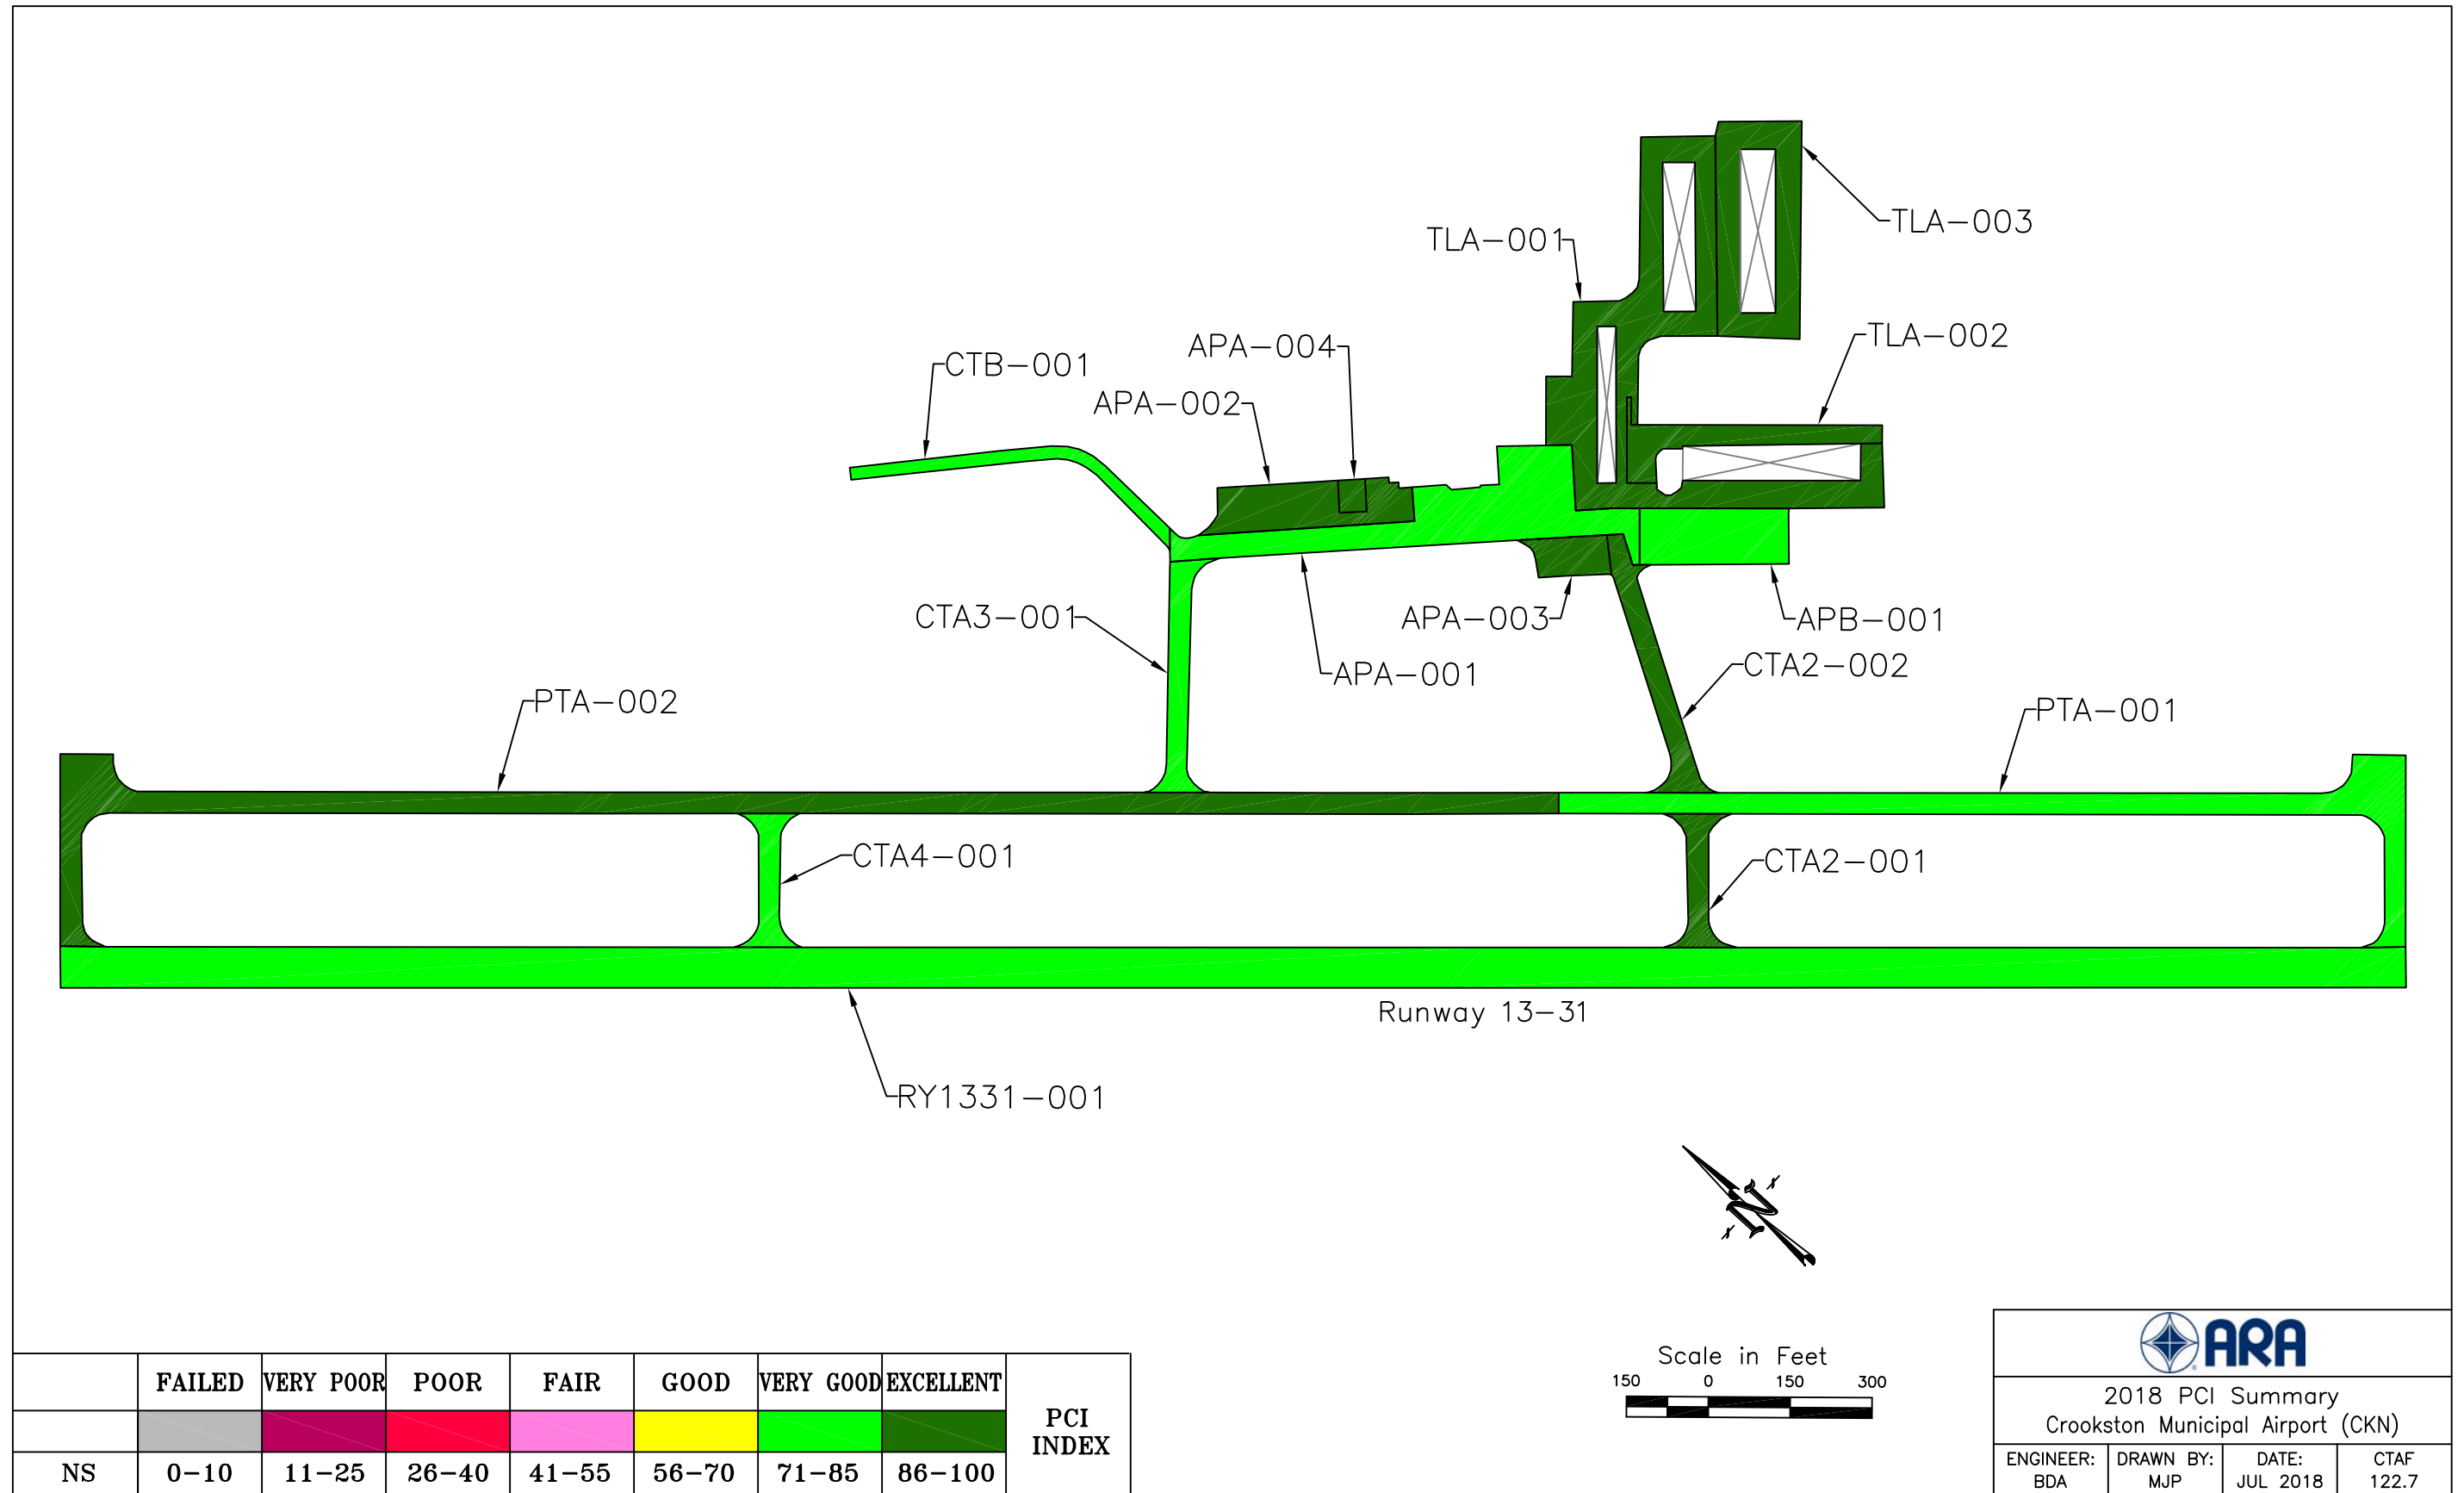 TLA-003
TLA-001
TLA-002
APA-004
CTB-001
APA-002
CTA3-001
APA-003
APB-001
CTA2-002
APA-001
PTA-002
PTA-001
CTA4-001
CTA2-001
Runway 13-31
RY1331-001
N
Scale in Feet
150 0 150 300
FAILED VERY POOR POOR FAIR GOOD VERY GOOD EXCELLENT
PCI
INDEX
NS 0-10 11-25 26-40 41-55 56-70 71-85 86-100
ARA
2018 PCI Summary
Crookston Municipal Airport (CKN)
ENGINEER: DRAWN BY: DATE: CTAF
BDA MJP JUL 2018 122.7